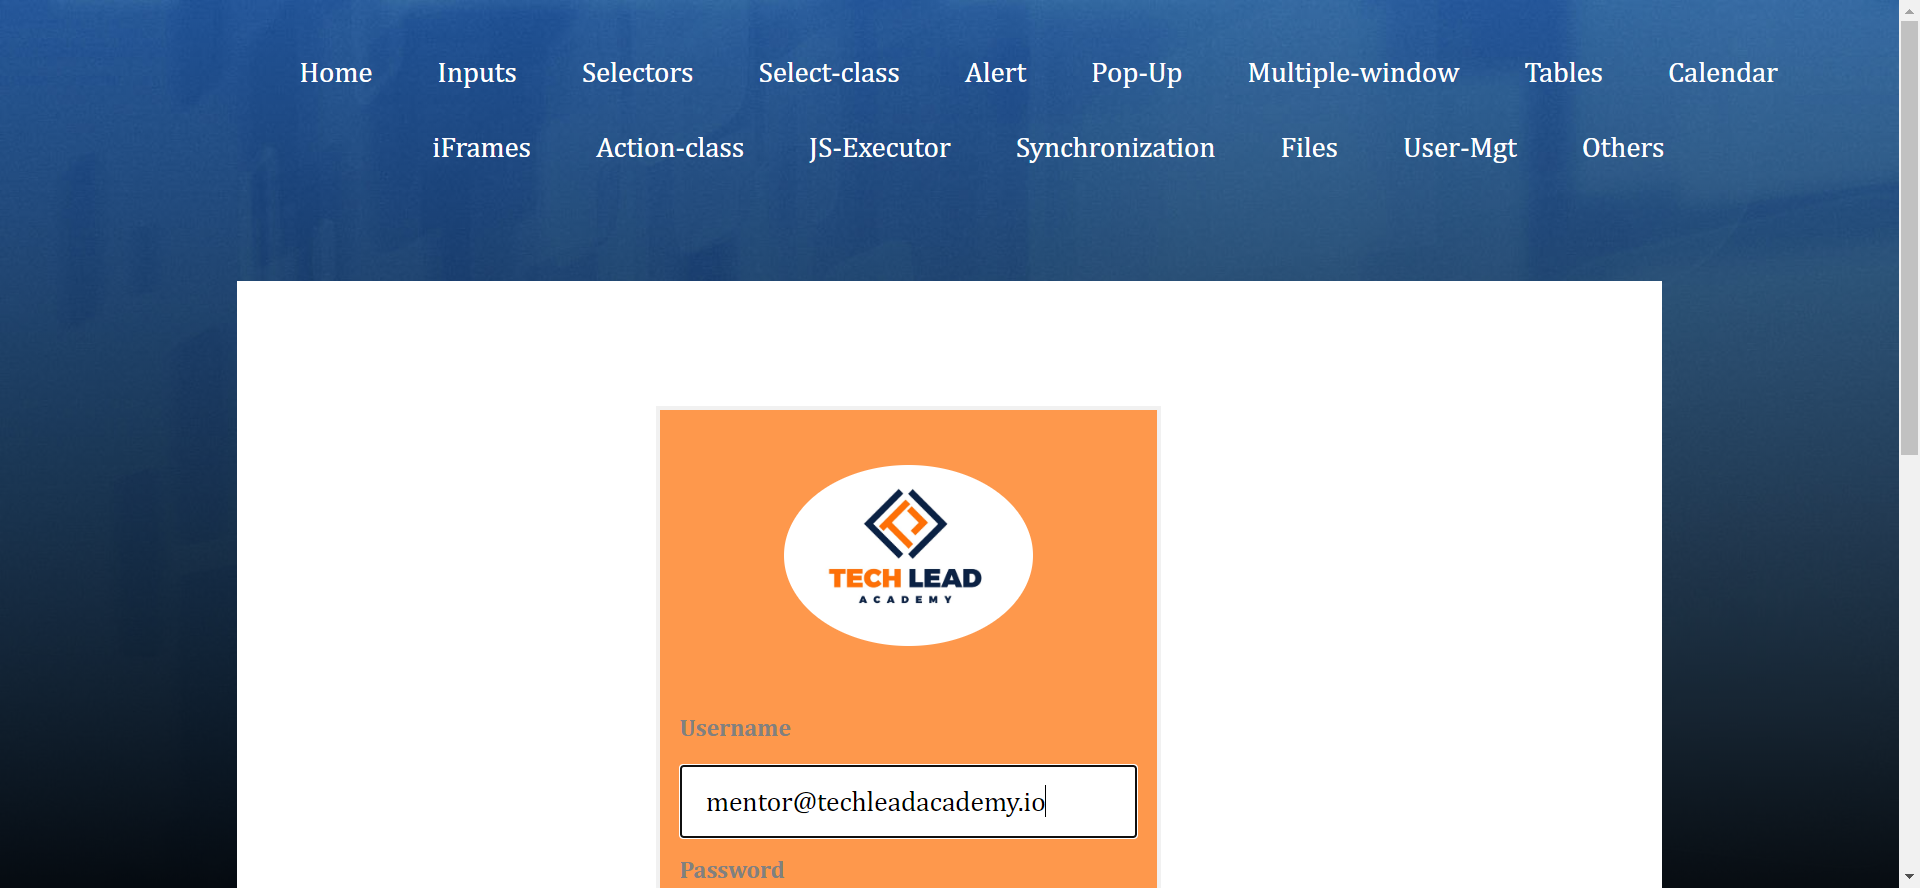 Home Inputs Selectors Select-class Alert Pop-Up Multiple-window Tables Calendar
iFrames Action-class JS-Executor Synchronization Files User-Mgt Others
TECH LEAD
ACADEMY
Username
mentor@techleadacademy.io
Password